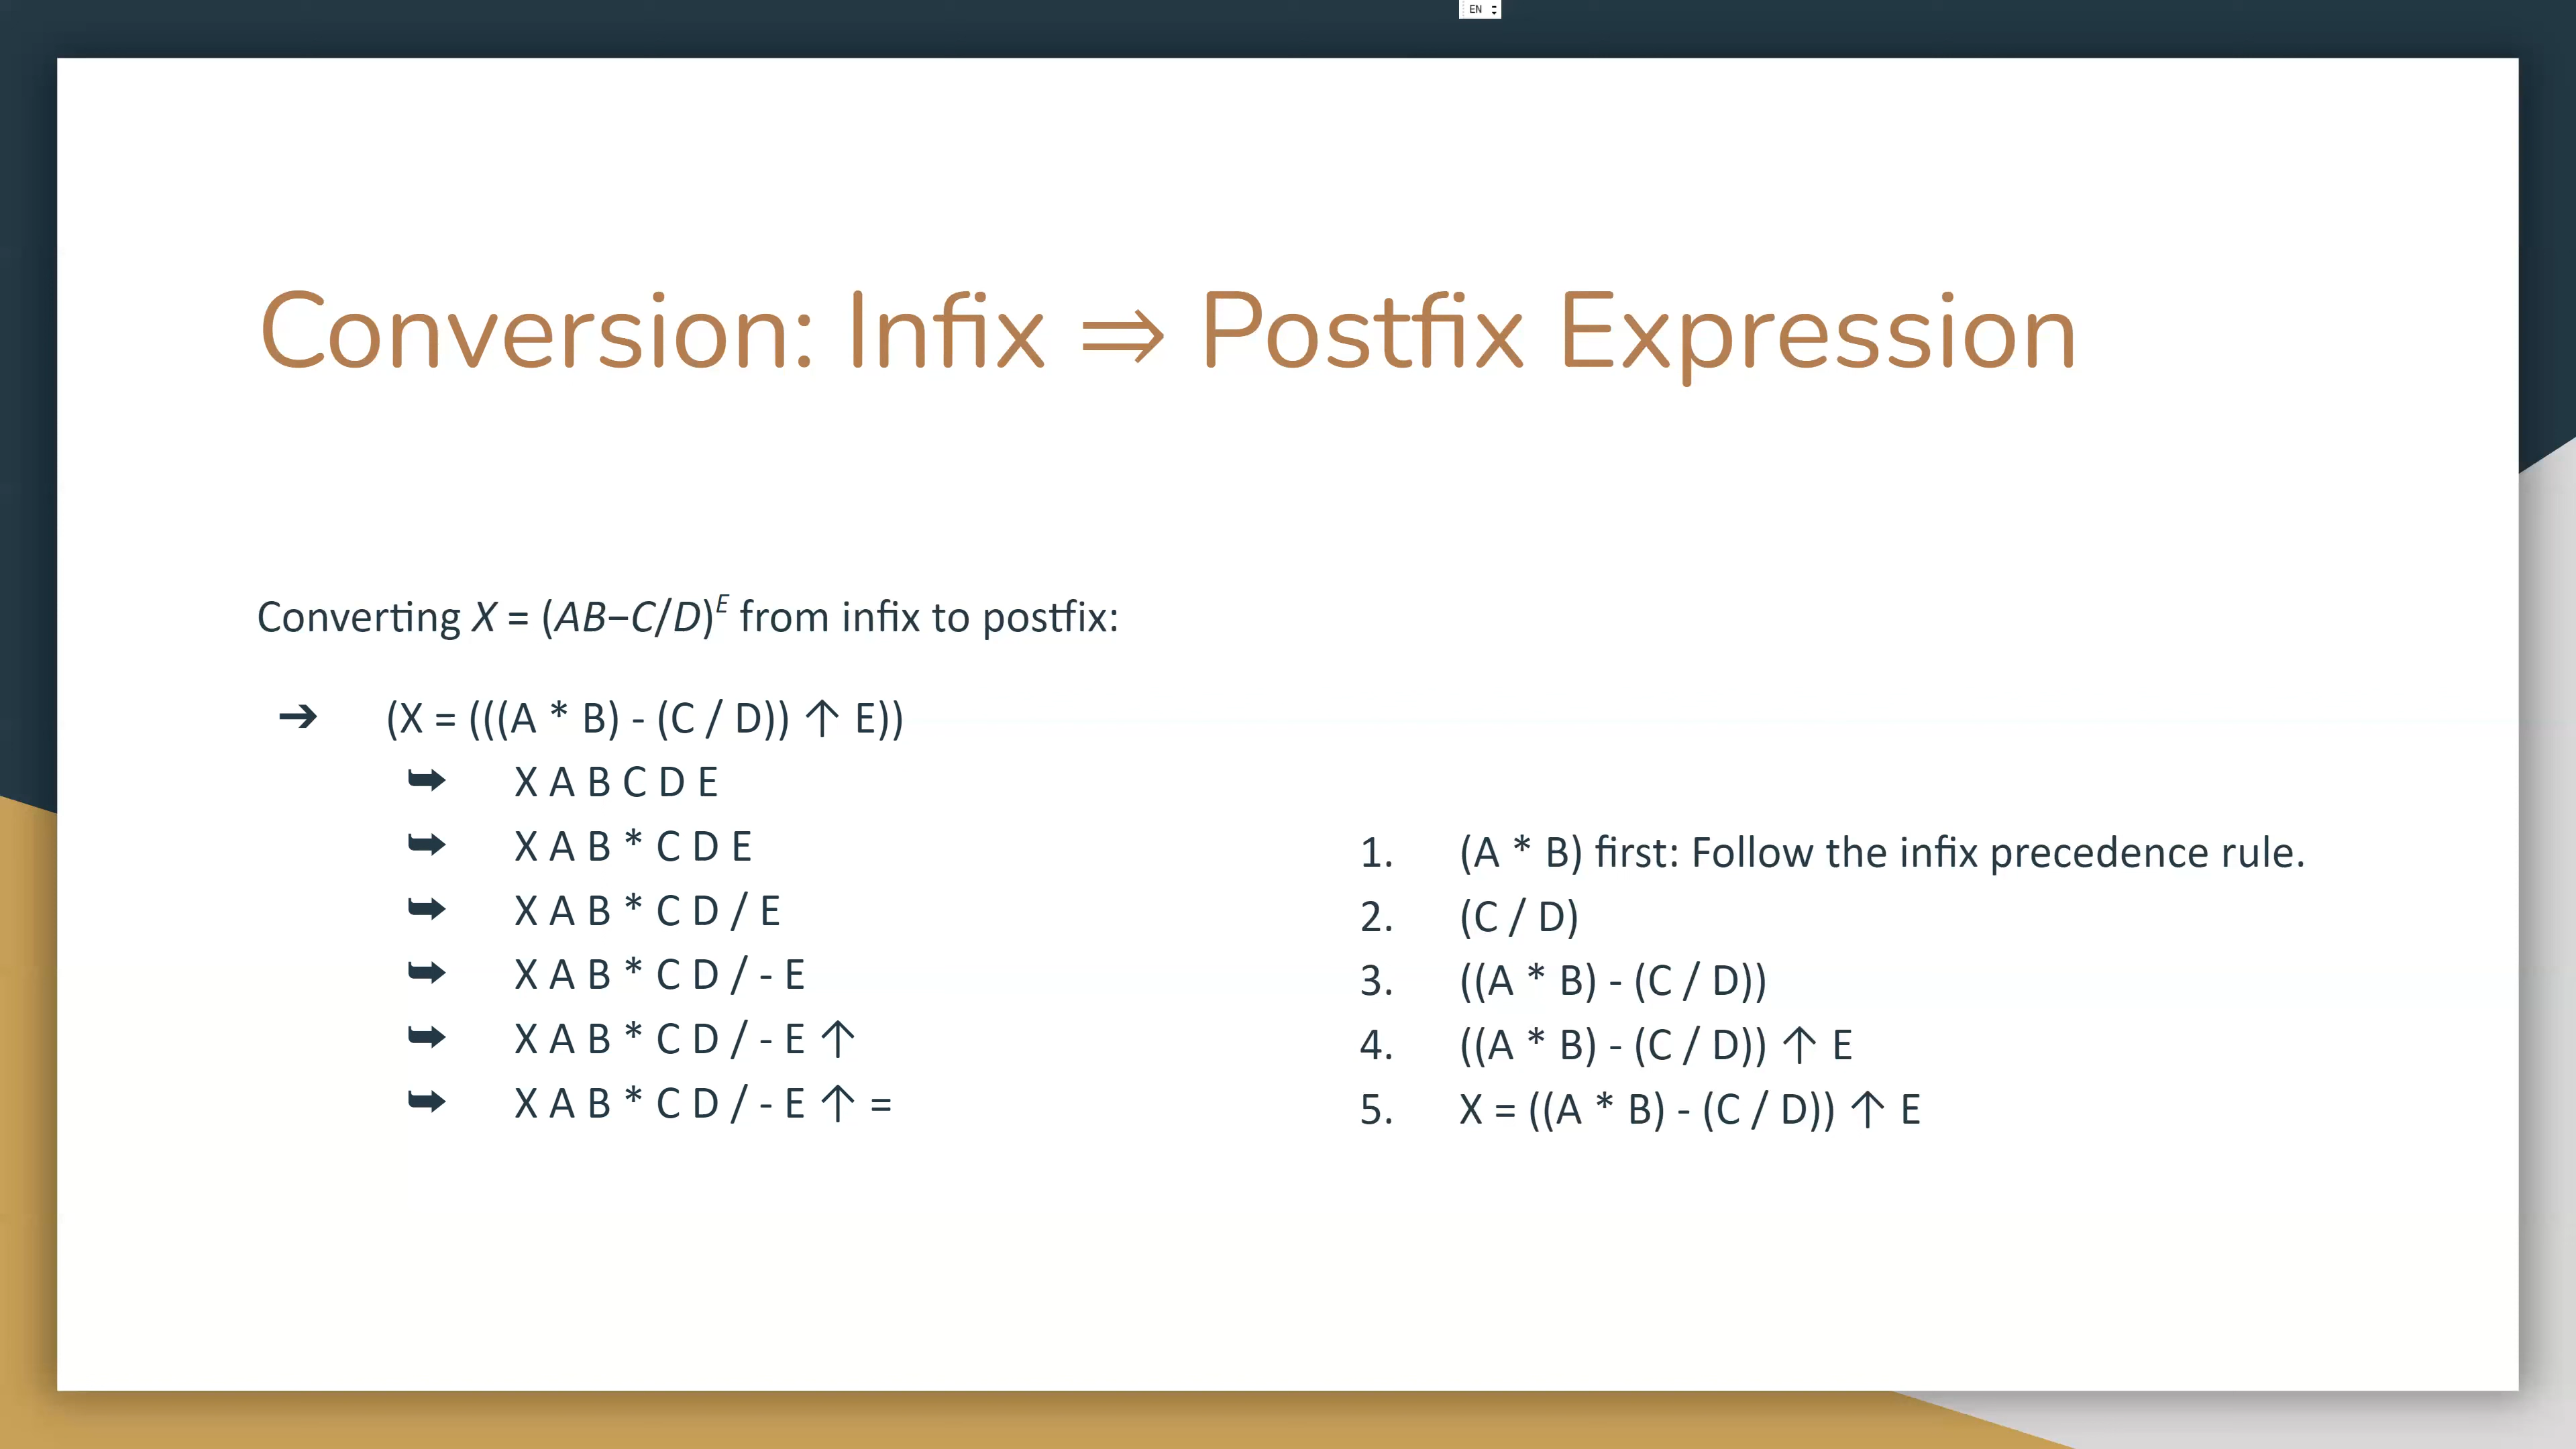 EN
Conversion: Infix ⇒ Postfix Expression
Converting X = (AB−C/D)^E from infix to postfix:
➔ (X = (((A * B) - (C / D)) ↑ E))
➥ X A B C D E
➥ X A B * C D E
➥ X A B * C D / E
➥ X A B * C D / - E
➥ X A B * C D / - E ↑
➥ X A B * C D / - E ↑ =
1. (A * B) first: Follow the infix precedence rule.
2. (C / D)
3. ((A * B) - (C / D))
4. ((A * B) - (C / D)) ↑ E
5. X = ((A * B) - (C / D)) ↑ E